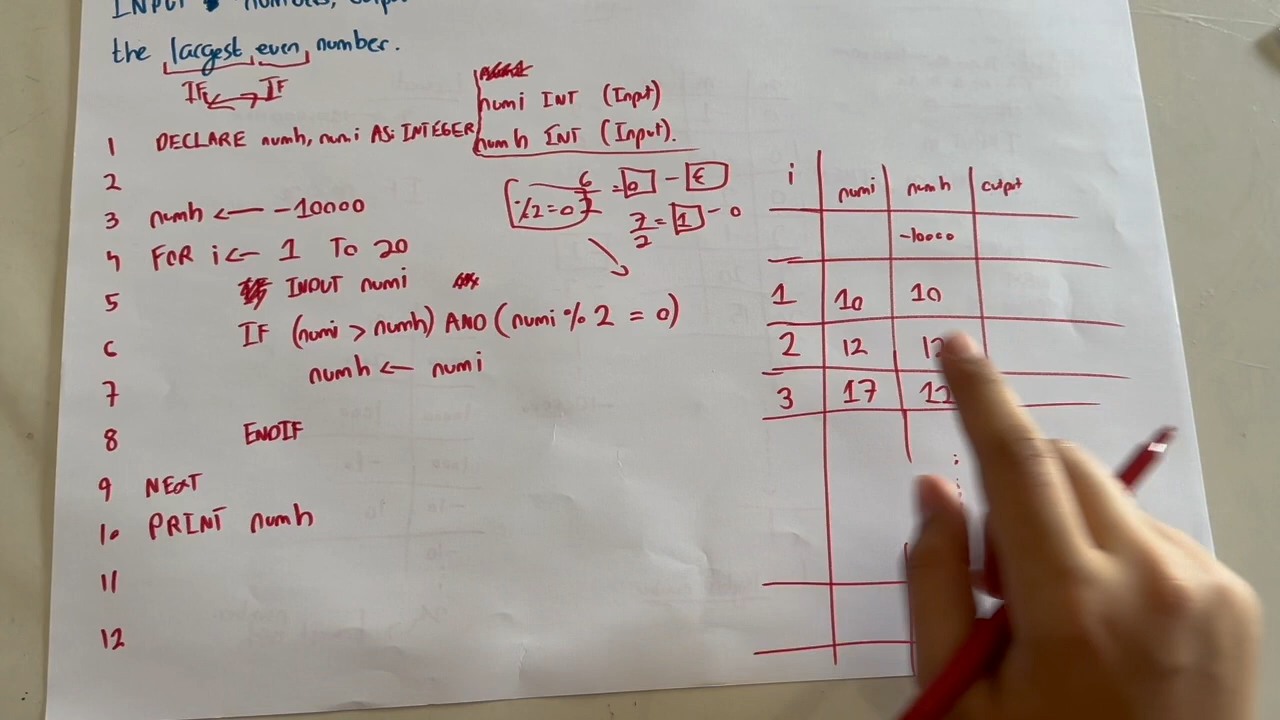 INPUT
the largest even number.
IF IF
numi INT (Input)
numh INT (Input).
1 DECLARE numh, numi AS INTEGER
2
3 numh ← -10000
4 FOR i ← 1 To 20
5 INPUT numi
6 IF (numi > numh) AND (numi % 2 = 0)
7 numh ← numi
8 ENDIF
9 NEXT
10 PRINT numh
11
12
%2=0
6 = 0 - E
7/2 = 1 - 0
i numi numh output
-10000
1 10 10
2 12 12
3 17 12